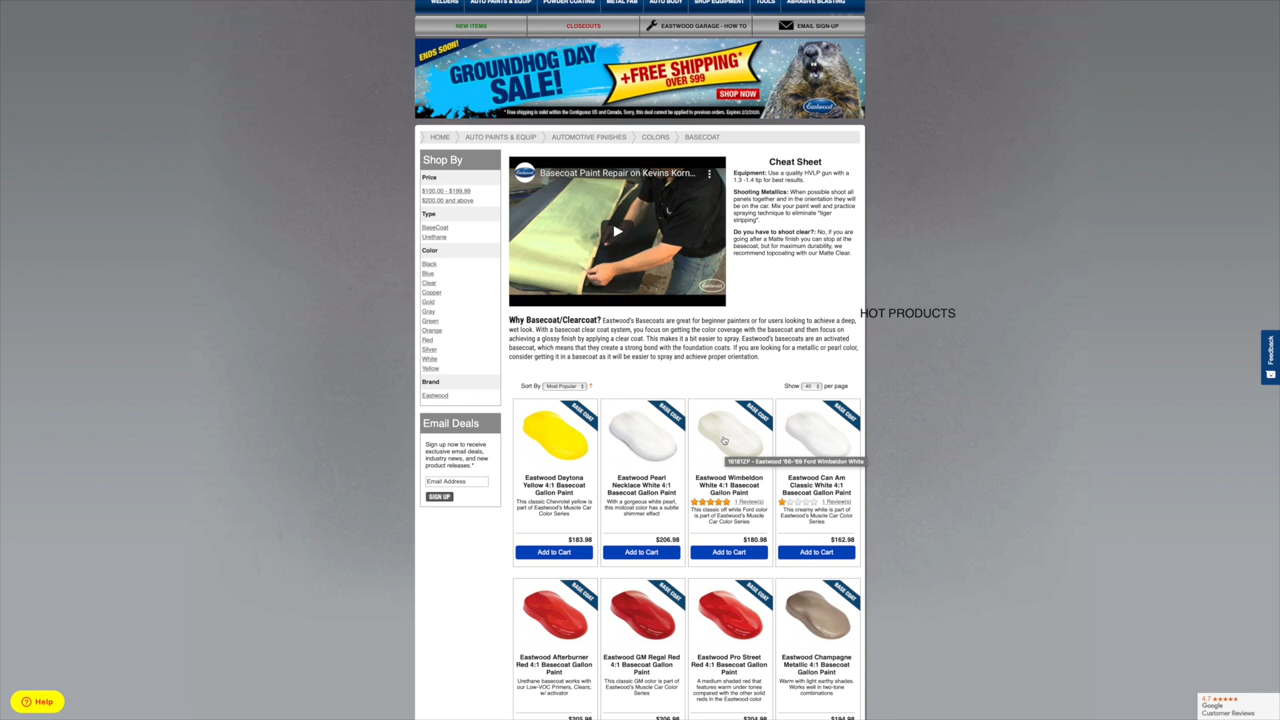 WELDERS AUTO PAINTS & EQUIP POWDER COATING METAL FAB AUTO BODY SHOP EQUIPMENT TOOLS ABRASIVE BLASTING
NEW ITEMS CLOSEOUTS EASTWOOD GARAGE - HOW TO EMAIL SIGN-UP
ENDS SOON!
GROUNDHOG DAY
SALE!
+FREE SHIPPING*
OVER $99
SHOP NOW
Eastwood
* Free shipping is valid within the Contiguous US and Canada. Sorry, this deal cannot be applied to previous orders. Expires 2/2/2020.
HOME AUTO PAINTS & EQUIP AUTOMOTIVE FINISHES COLORS BASECOAT
Shop By
Price
$100.00 - $199.99
$200.00 and above
Type
BaseCoat
Urethane
Color
Black
Blue
Clear
Copper
Gold
Gray
Green
Orange
Red
Silver
White
Yellow
Brand
Eastwood
Email Deals
Sign up now to receive
exclusive email deals,
industry news, and new
product releases.*
Email Address
SIGN UP
Eastwood
Basecoat Paint Repair on Kevins Korn...
Eastwood
Cheat Sheet
Equipment: Use a quality HVLP gun with a
1.3 -1.4 tip for best results.
Shooting Metallics: When possible shoot all
panels together and in the orientation they will
be on the car. Mix your paint well and practice
spraying technique to eliminate "tiger
stripping".
Do you have to shoot clear?: No, if you are
going after a Matte finish you can stop at the
basecoat, but for maximum durability, we
recommend topcoating with our Matte Clear.
HOT PRODUCTS
Why Basecoat/Clearcoat? Eastwood's Basecoats are great for beginner painters or for users looking to achieve a deep,
wet look. With a basecoat clear coat system, you focus on getting the color coverage with the basecoat and then focus on
achieving a glossy finish by applying a clear coat. This makes it a bit easier to spray. Eastwood's basecoats are an activated
basecoat, which means that they create a strong bond with the foundation coats. If you are looking for a metallic or pearl color,
consider getting it in a basecoat as it will be easier to spray and achieve proper orientation.
Sort By Most Popular
Show 40 per page
BASE COAT
BASE COAT
BASE COAT
BASE COAT
16181ZP - Eastwood '66-'69 Ford Wimbeldon White
Eastwood Daytona
Yellow 4:1 Basecoat
Gallon Paint
This classic Chevrolet yellow is
part of Eastwood's Muscle Car
Color Series
$183.98
Add to Cart
Eastwood Pearl
Necklace White 4:1
Basecoat Gallon Paint
With a gorgeous white pearl,
this midcoat color has a subtle
shimmer effect
$206.98
Add to Cart
Eastwood Wimbeldon
White 4:1 Basecoat
Gallon Paint
1 Review(s)
This classic off white Ford color
is part of Eastwood's Muscle
Car Color Series
$180.98
Add to Cart
Eastwood Can Am
Classic White 4:1
Basecoat Gallon Paint
1 Review(s)
This creamy white is part of
Eastwood's Muscle Car Color
Series
$162.98
Add to Cart
BASE COAT
BASE COAT
BASE COAT
BASE COAT
Eastwood Afterburner
Red 4:1 Basecoat Gallon
Paint
Urethane basecoat works with
our Low-VOC Primers, Clears;
w/ activator
$205.98
Eastwood GM Regal Red
4:1 Basecoat Gallon
Paint
This classic GM color is part of
Eastwood's Muscle Car Color
Series
$206.98
Eastwood Pro Street
Red 4:1 Basecoat Gallon
Paint
A medium shaded red that
features warm under tones
compared with the other solid
reds in the Eastwood color
$204.98
Eastwood Champagne
Metallic 4:1 Basecoat
Gallon Paint
Warm with light earthy shades.
Works well in two-tone
combinations
$194.98
Feedback
Help
4.7
Google
Customer Reviews